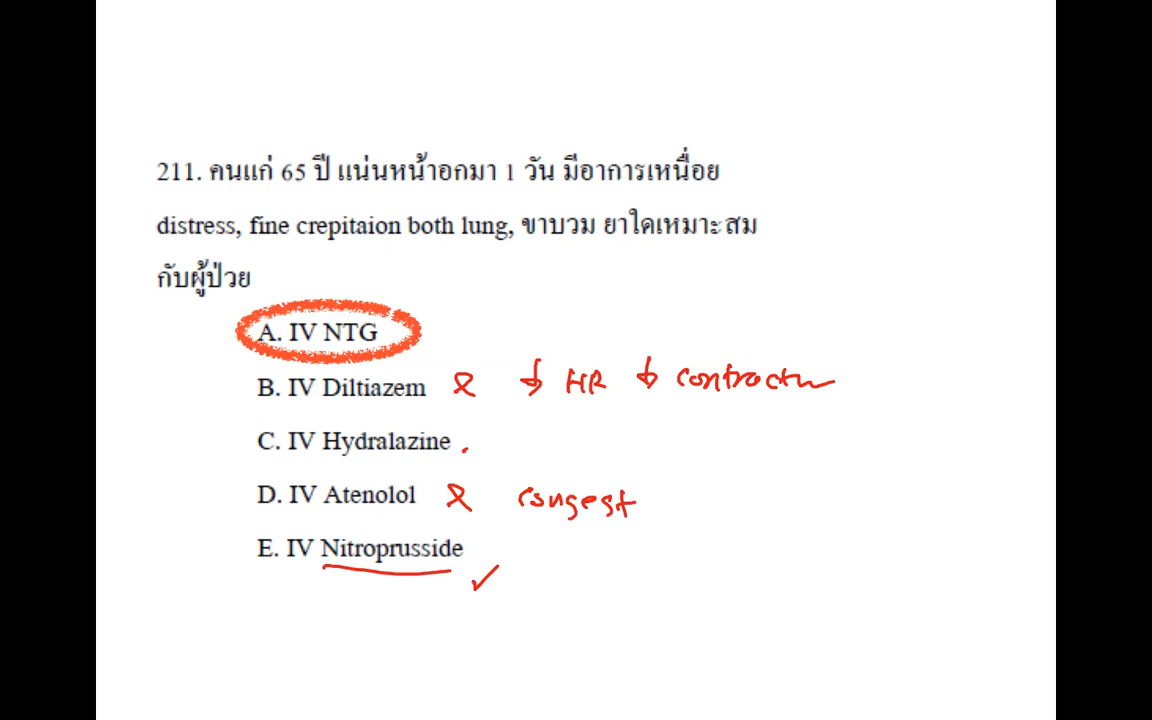 211. คนแก่ 65 ปี แน่นหน้าอกมา 1 วัน มีอาการเหนื่อย
distress, fine crepitaion both lung, ขาบวม ยาใดเหมาะสม
กับผู้ป่วย
A. IV NTG
B. IV Diltiazem ↓ HR ↓
C. IV Hydralazine
D. IV Atenolol congest
E. IV Nitroprusside ✓